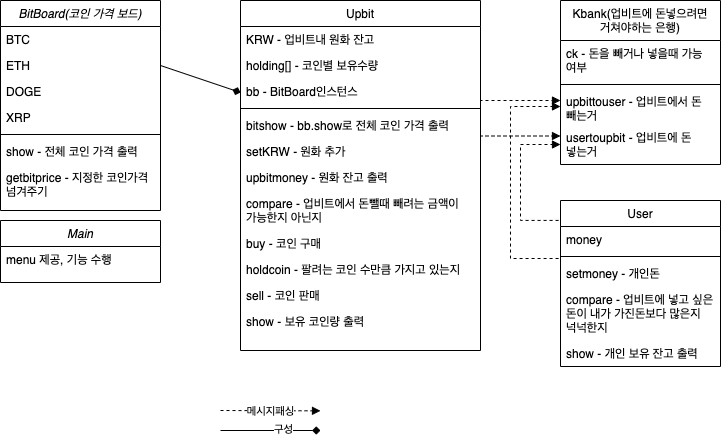 BitBoard(코인 가격 보드)
BTC
ETH
DOGE
XRP
show - 전체 코인 가격 출력
getbitprice - 지정한 코인가격
넘겨주기
Main
menu 제공, 기능 수행
Upbit
KRW - 업비트내 원화 잔고
holding[] - 코인별 보유수량
bb - BitBoard인스턴스
bitshow - bb.show로 전체 코인 가격 출력
setKRW - 원화 추가
upbitmoney - 원화 잔고 출력
compare - 업비트에서 돈뺄때 빼려는 금액이
가능한지 아닌지
buy - 코인 구매
holdcoin - 팔려는 코인 수만큼 가지고 있는지
sell - 코인 판매
show - 보유 코인량 출력
Kbank(업비트에 돈넣으려면
거쳐야하는 은행)
ck - 돈을 빼거나 넣을때 가능
여부
upbittouser - 업비트에서 돈
빼는거
usertoupbit - 업비트에 돈
넣는거
User
money
setmoney - 개인돈
compare - 업비트에 넣고 싶은
돈이 내가 가진돈보다 많은지
넉넉한지
show - 개인 보유 잔고 출력
메시지패싱
구성